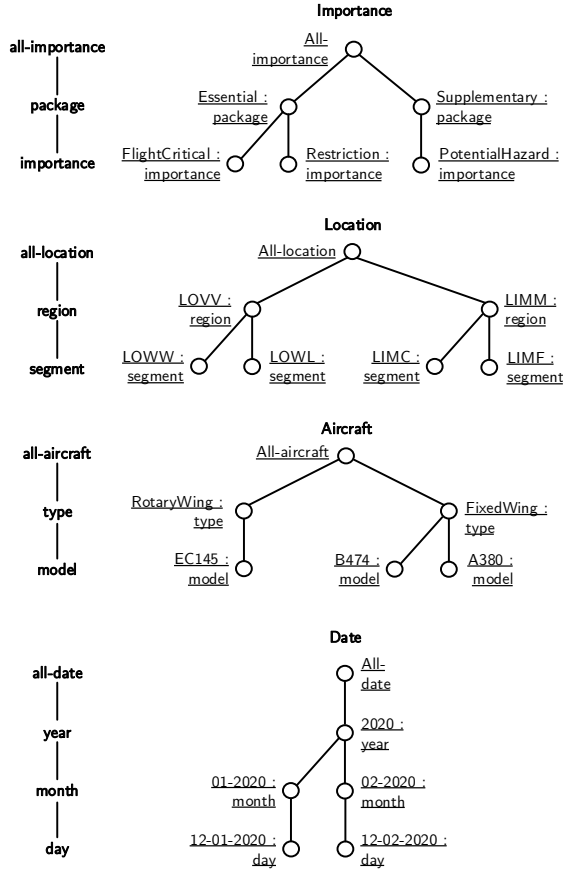 Importance
all-importance
All-
importance
package
Essential :
package
Supplementary :
package
importance
FlightCritical :
importance
Restriction :
importance
PotentialHazard :
importance
Location
all-location
All-location
region
LOVV :
region
LIMM :
region
segment
LOWW :
segment
LOWL :
segment
LIMC :
segment
LIMF :
segment
Aircraft
all-aircraft
All-aircraft
type
RotaryWing :
type
FixedWing :
type
model
EC145 :
model
B474 :
model
A380 :
model
Date
all-date
All-
date
year
2020 :
year
month
01-2020 :
month
02-2020 :
month
day
12-01-2020 :
day
12-02-2020 :
day